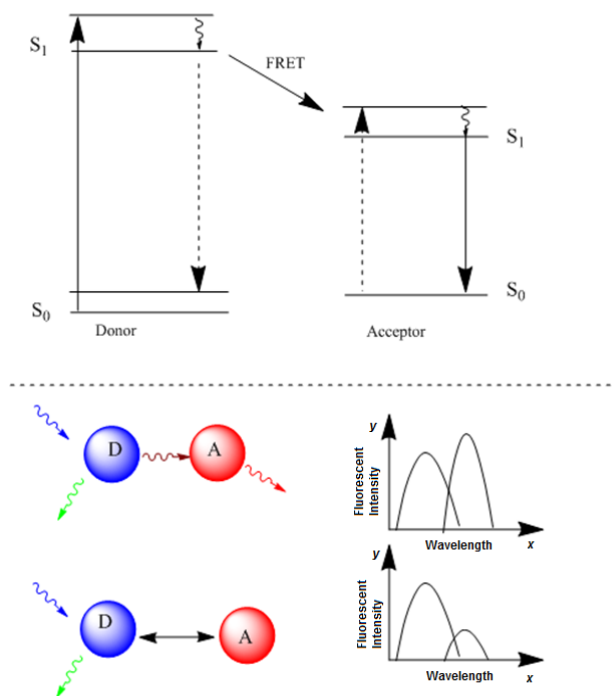 S1
FRET
S1
S0
S0
Donor
Acceptor
D
A
y
Fluorescent
Intensity
Wavelength
x
D
A
y
Fluorescent
Intensity
Wavelength
x